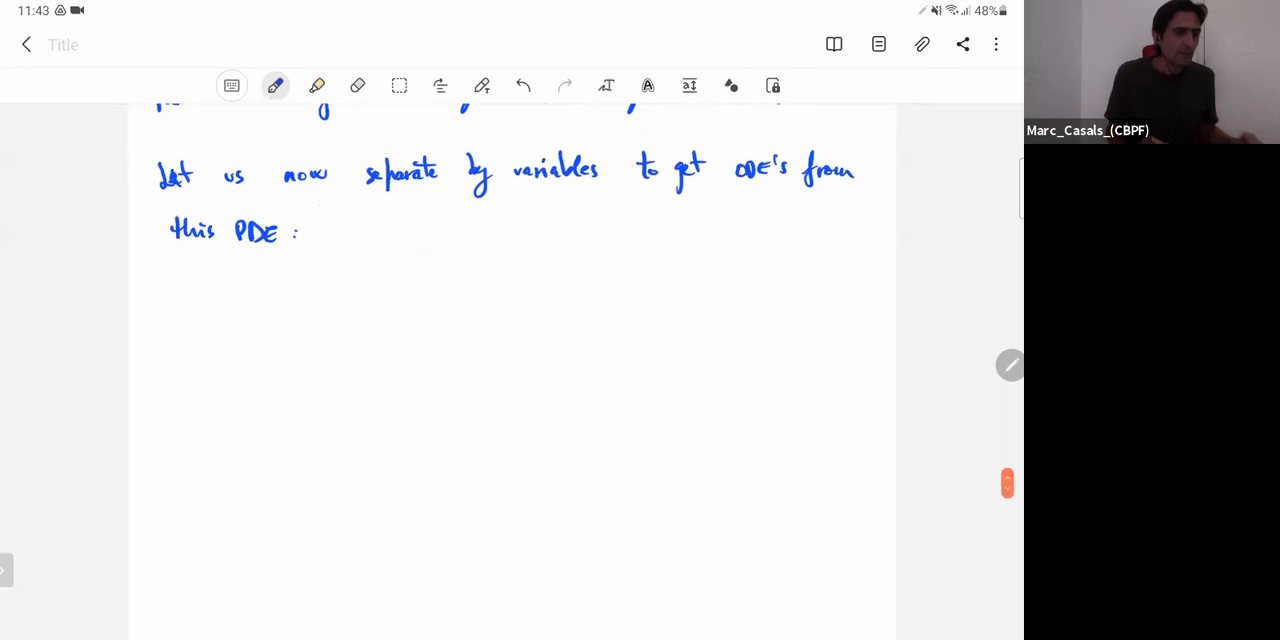 11:43
48%
Title
Marc_Casals_(CBPF)
Let us now separate by variables to get ODE's from
this PDE :